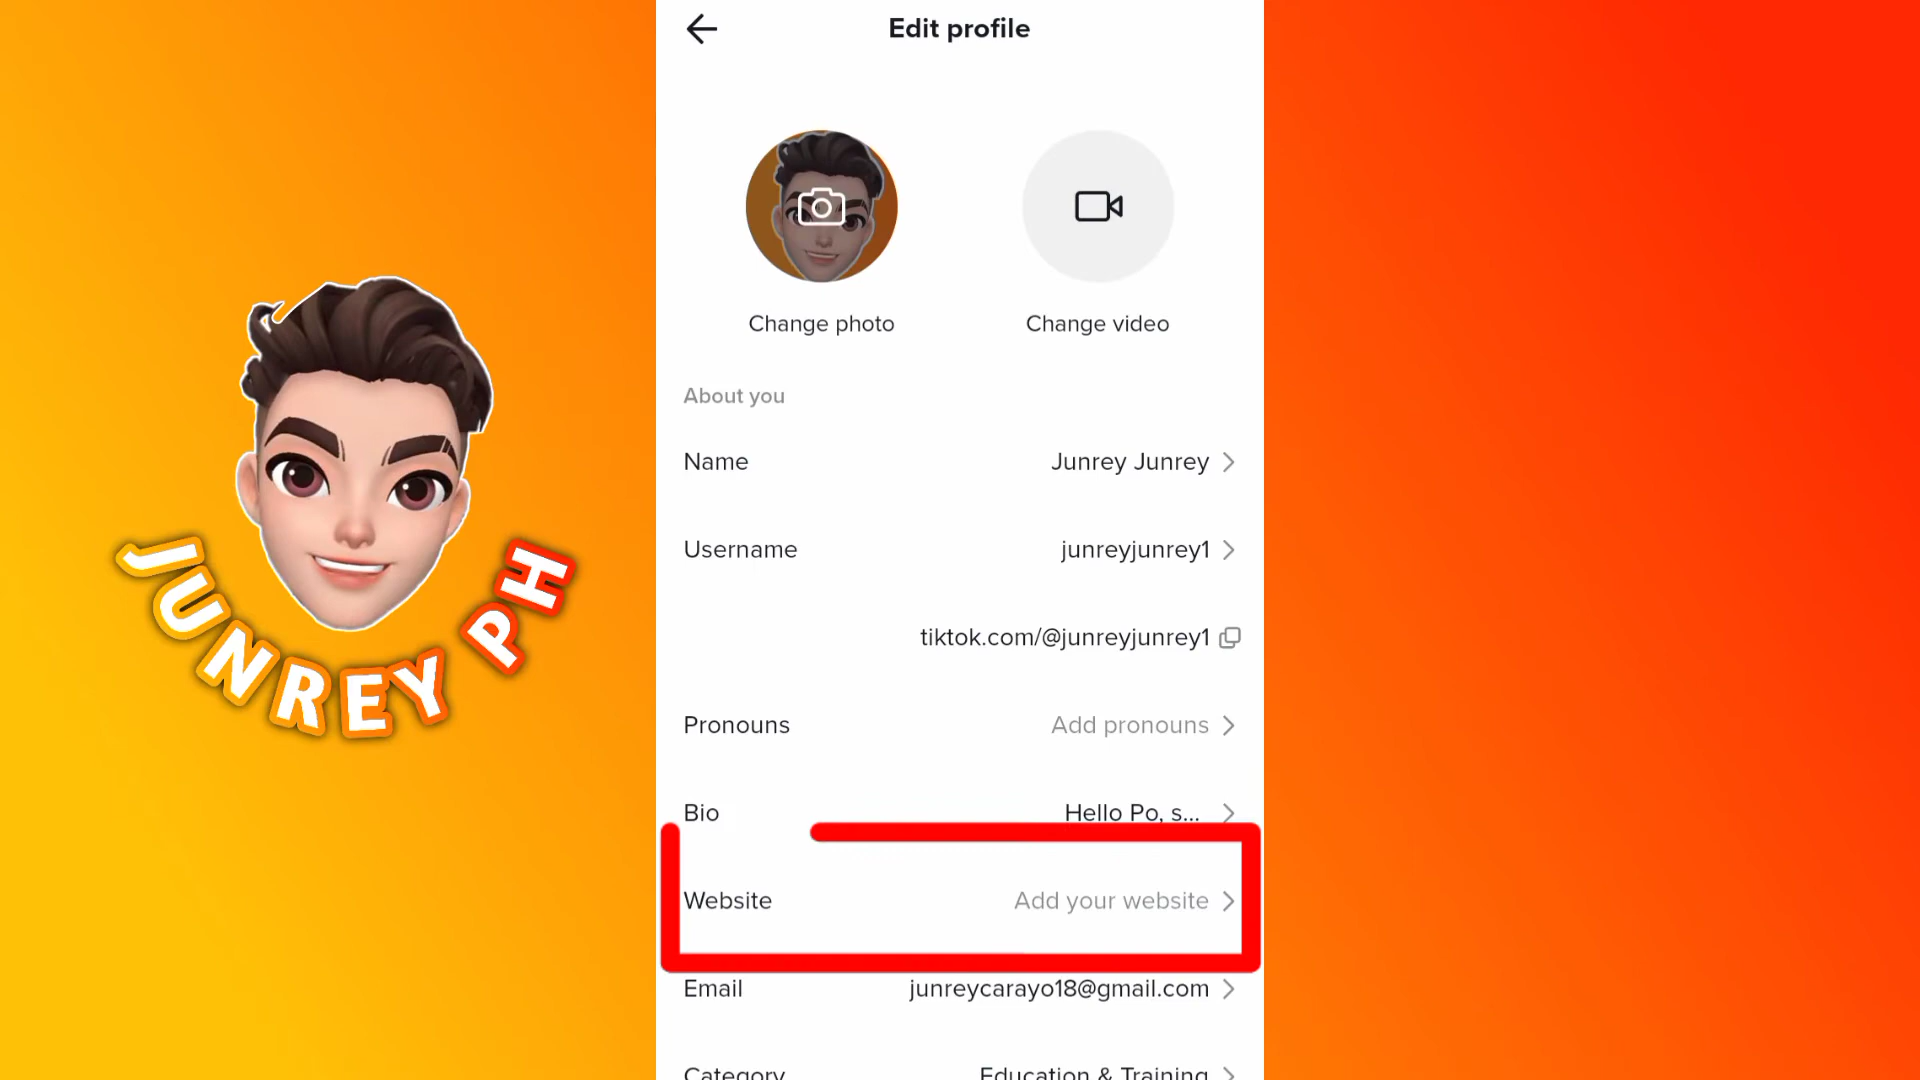 Edit profile
Change photo
Change video
About you
Name
Junrey Junrey
Username
junreyjunrey1
tiktok.com/@junreyjunrey1
Pronouns
Add pronouns
Bio
Hello Po, s...
Website
Add your website
Email
junreycarayo18@gmail.com
Category
Education & Training
JUNREY PH